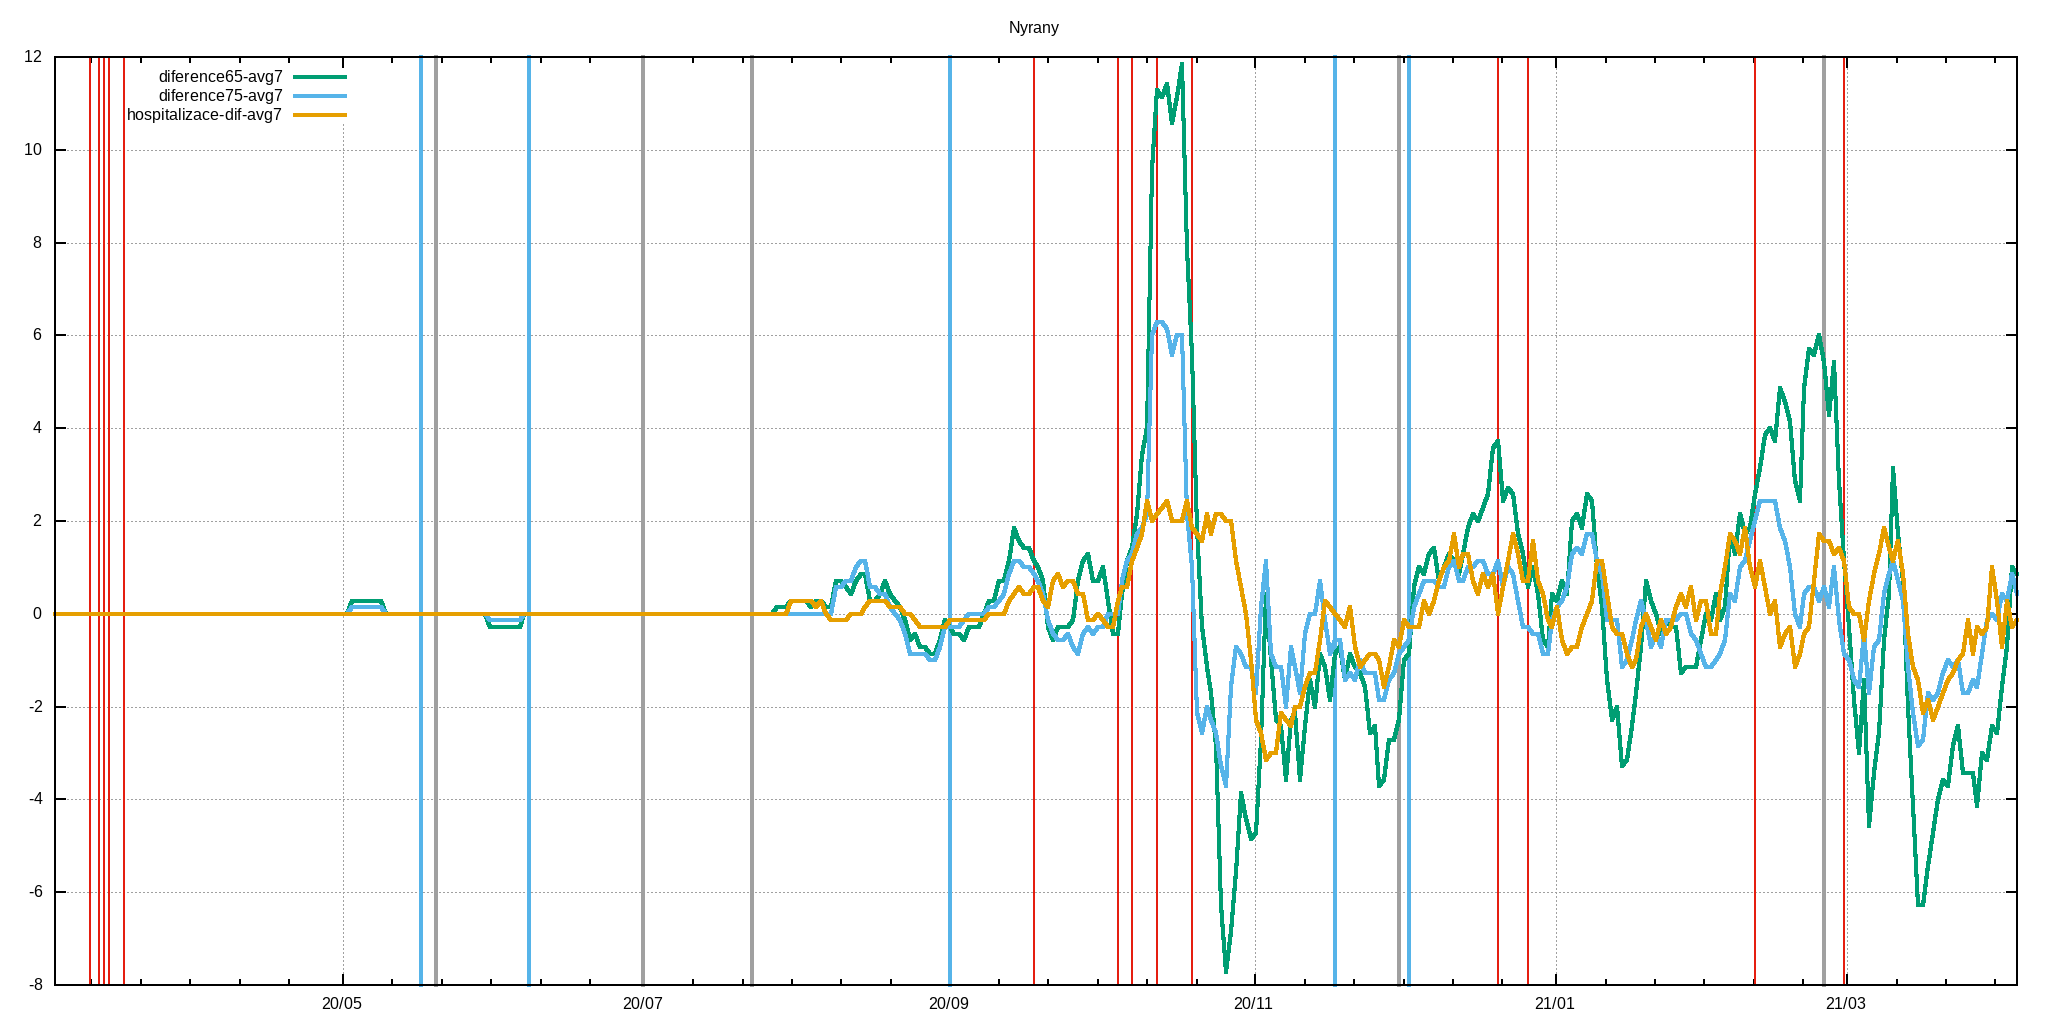 Nyrany
diference65-avg7
diference75-avg7
hospitalizace-dif-avg7
12
10
8
6
4
2
0
-2
-4
-6
-8
20/05 20/07 20/09 20/11 21/01 21/03